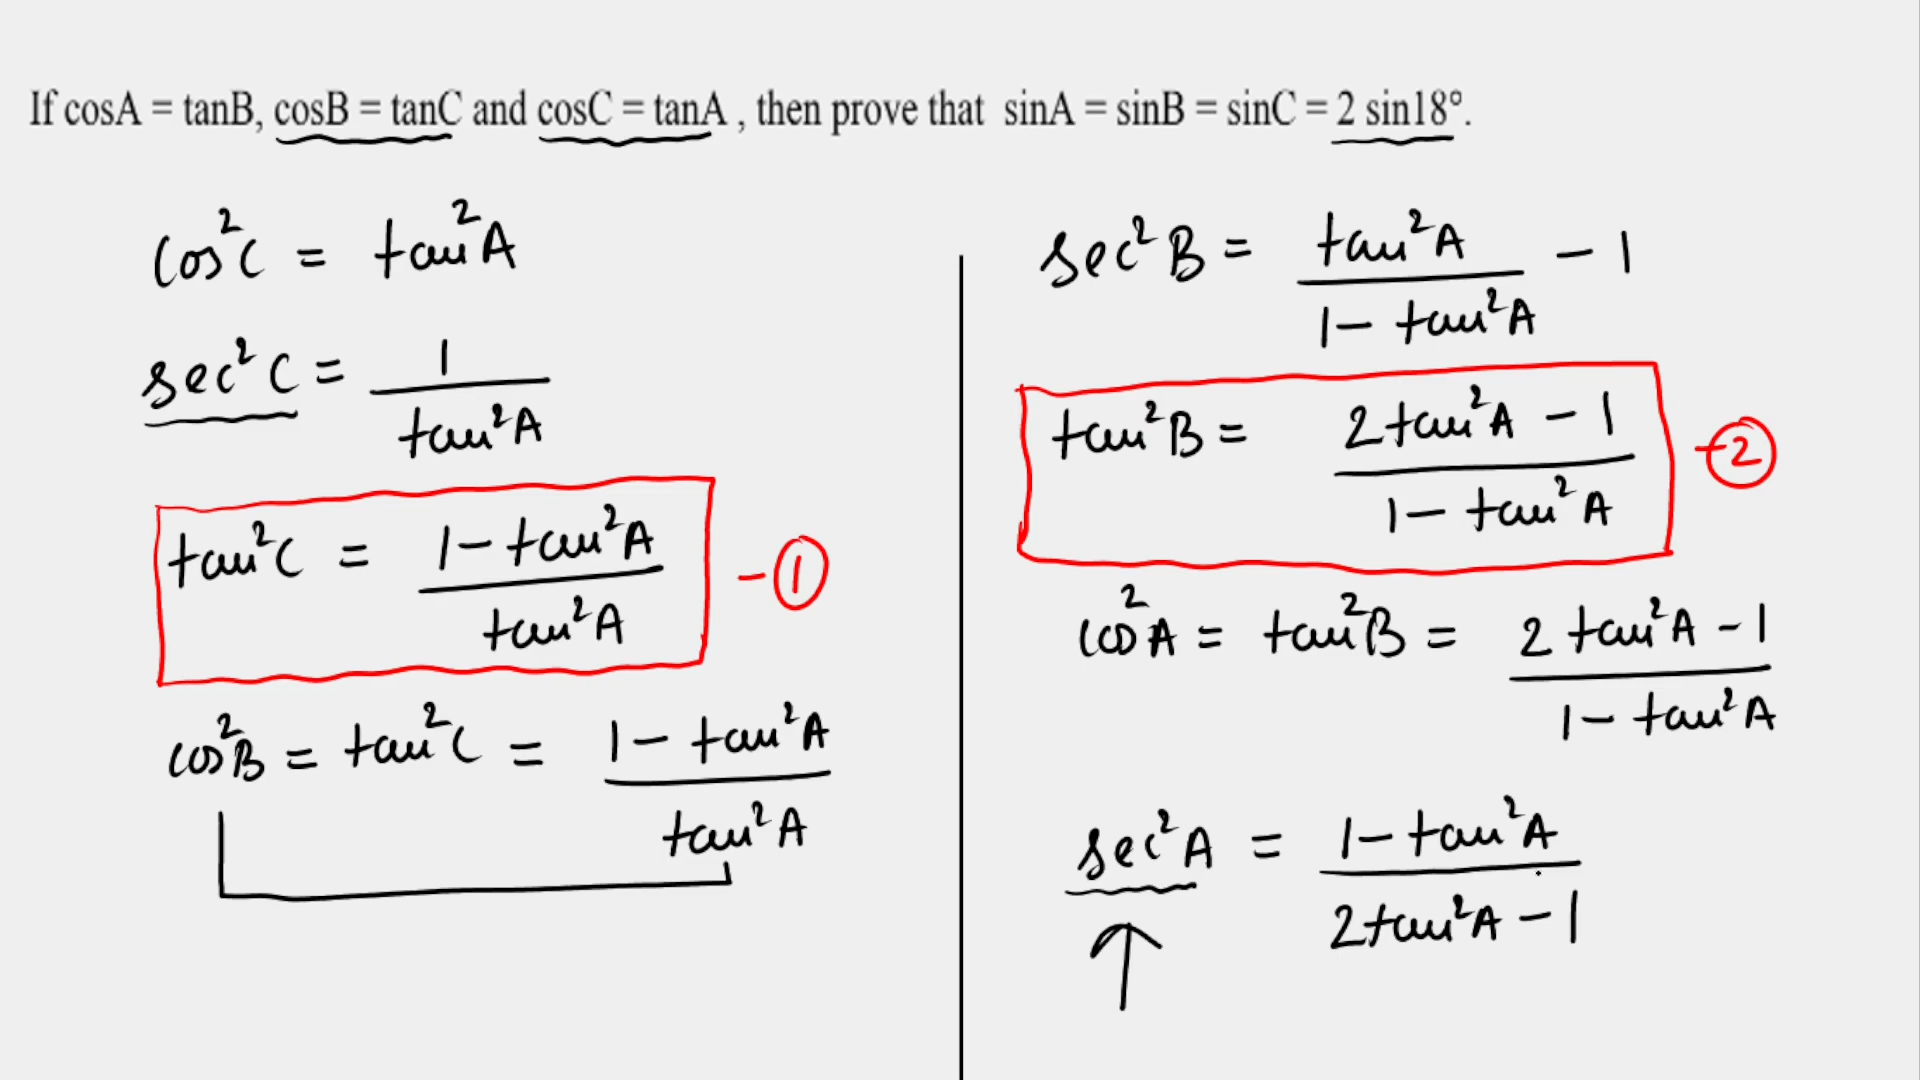 If cosA = tanB, cosB = tanC and cosC = tanA , then prove that sinA = sinB = sinC = 2 sin18°.
cos²C = tan²A
sec²C = 1 / tan²A
tan²C = (1 − tan²A) / tan²A − ①
cos²B = tan²C = (1 − tan²A) / tan²A
sec²B = tan²A / (1 − tan²A) − 1
tan²B = (2tan²A − 1) / (1 − tan²A) − ②
cos²A = tan²B = (2 tan²A − 1) / (1 − tan²A)
sec²A = (1 − tan²A) / (2tan²A − 1)